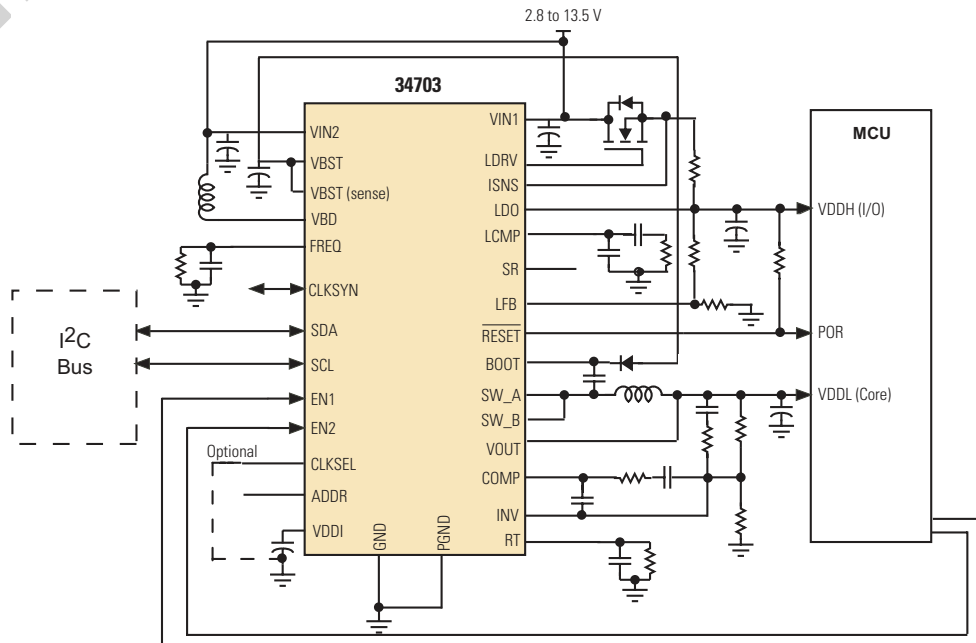 2.8 to 13.5 V
34703
VIN2
VBST
VBST (sense)
VBD
FREQ
CLKSYN
SDA
SCL
EN1
EN2
CLKSEL
ADDR
VDDI
GND
PGND
VIN1
LDRV
ISNS
LDO
LCMP
SR
LFB
RESET
BOOT
SW_A
SW_B
VOUT
COMP
INV
RT
MCU
VDDH (I/O)
POR
VDDL (Core)
I2C
Bus
Optional